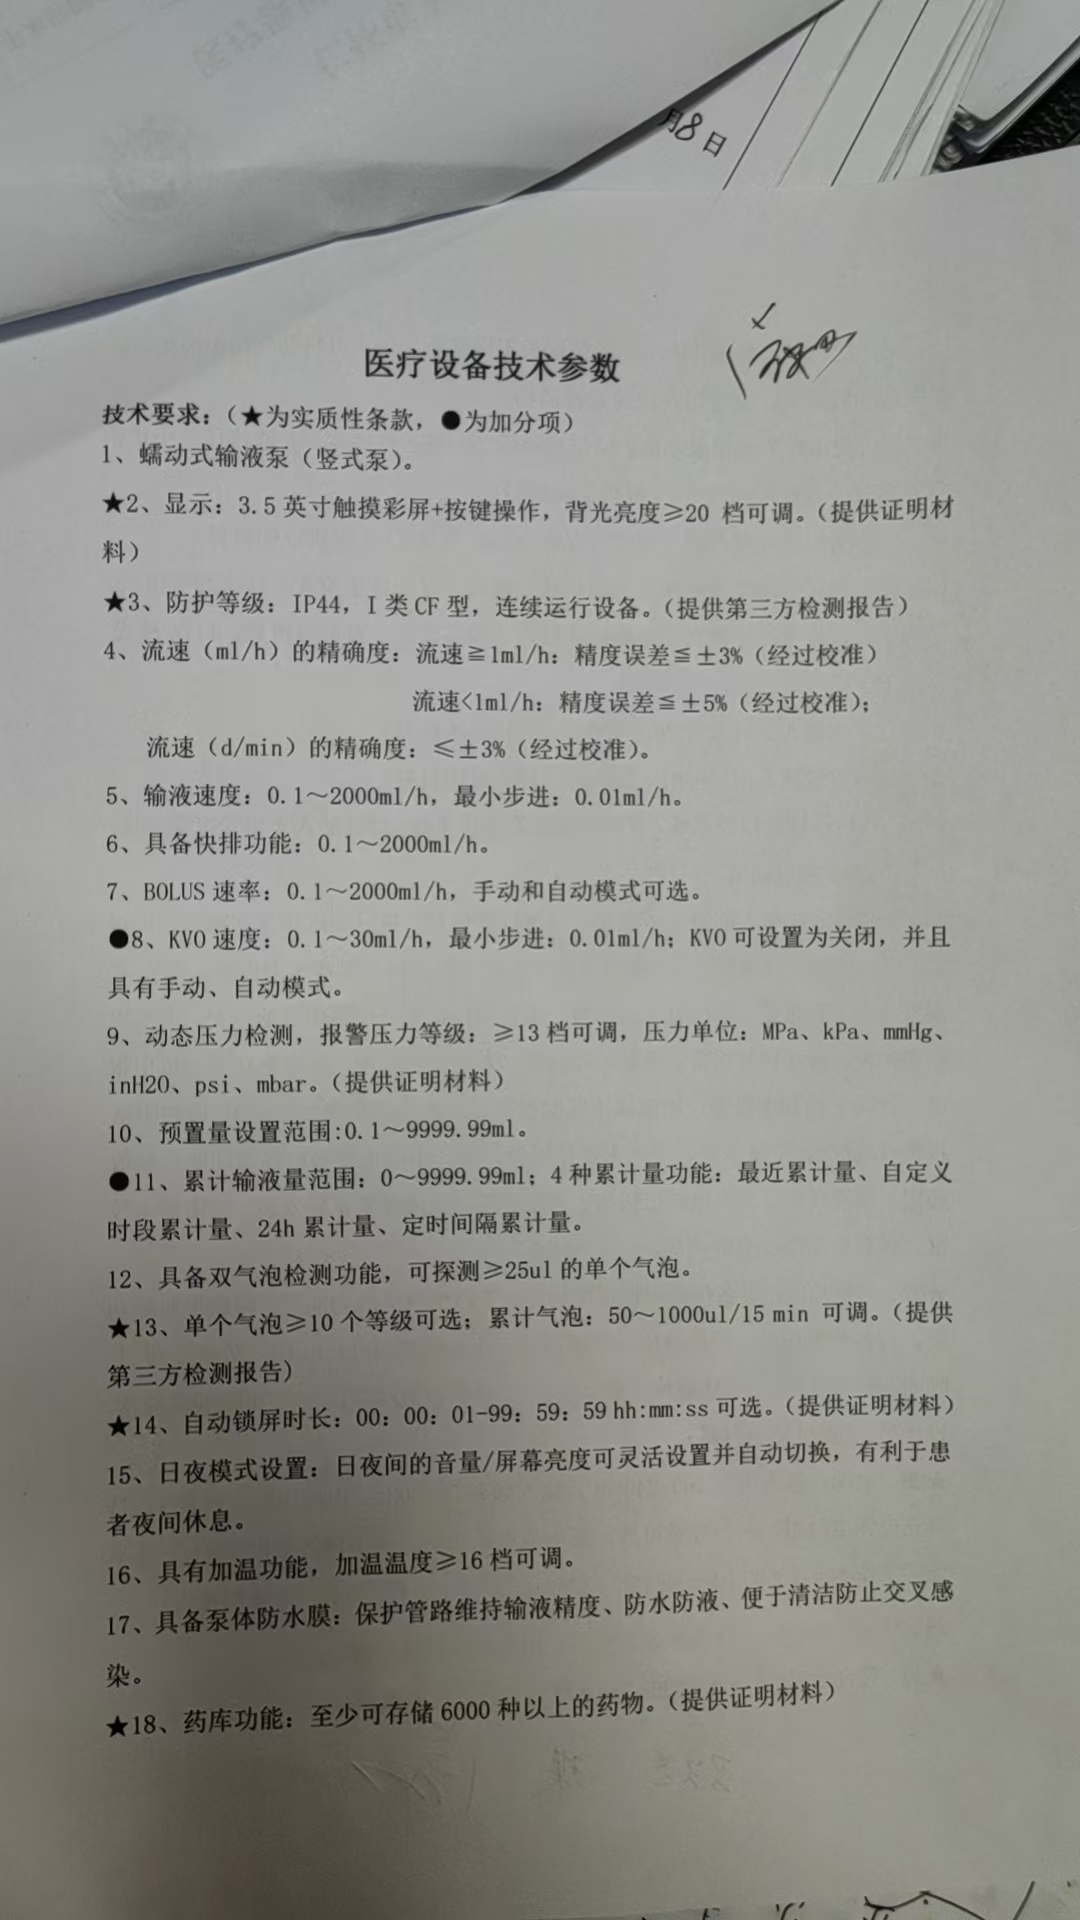 月8日
医疗设备技术参数
技术要求：（★为实质性条款，●为加分项）
1、蠕动式输液泵（竖式泵）。
★2、显示：3.5英寸触摸彩屏+按键操作，背光亮度≥20 档可调。（提供证明材
料）
★3、防护等级：IP44，I类CF型，连续运行设备。（提供第三方检测报告）
4、流速（ml/h）的精确度：流速≧1ml/h：精度误差≦±3%（经过校准）
流速<1ml/h：精度误差≦±5%（经过校准）；
流速（d/min）的精确度：≤±3%（经过校准）。
5、输液速度：0.1～2000ml/h，最小步进：0.01ml/h。
6、具备快排功能：0.1～2000ml/h。
7、BOLUS速率：0.1～2000ml/h，手动和自动模式可选。
●8、KVO速度：0.1～30ml/h，最小步进：0.01ml/h；KVO可设置为关闭，并且
具有手动、自动模式。
9、动态压力检测，报警压力等级：≥13档可调，压力单位：MPa、kPa、mmHg、
inH2O、psi、mbar。（提供证明材料）
10、预置量设置范围:0.1～9999.99ml。
●11、累计输液量范围：0～9999.99ml；4种累计量功能：最近累计量、自定义
时段累计量、24h累计量、定时间隔累计量。
12、具备双气泡检测功能，可探测≥25ul的单个气泡。
★13、单个气泡≥10个等级可选；累计气泡：50～1000ul/15 min 可调。（提供
第三方检测报告)
★14、自动锁屏时长：00：00：01-99：59：59 hh:mm:ss可选。（提供证明材料）
15、日夜模式设置：日夜间的音量/屏幕亮度可灵活设置并自动切换，有利于患
者夜间休息。
16、具有加温功能，加温温度≥16档可调。
17、具备泵体防水膜：保护管路维持输液精度、防水防液、便于清洁防止交叉感
染。
★18、药库功能：至少可存储6000种以上的药物。（提供证明材料）